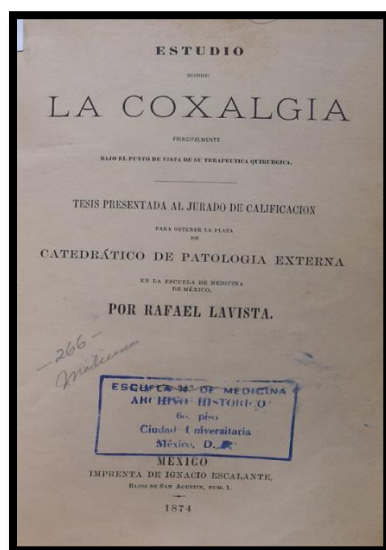 ESTUDIO
SOBRE
LA COXALGIA
PRINCIPALMENTE
BAJO EL PUNTO DE VISTA DE SU TERAPEUTICA QUIRURGICA.
TESIS PRESENTADA AL JURADO DE CALIFICACION
PARA OBTENER LA PLAZA
DE
CATEDRÁTICO DE PATOLOGIA EXTERNA
EN LA ESCUELA DE MEDICINA
DE MÉXICO,
POR RAFAEL LAVISTA.
—266—
ESCUELA Nº DE MEDICINA
ARCHIVO HISTORICO
6o. piso
Ciudad Universitaria
México, D.
MÉXICO
IMPRENTA DE IGNACIO ESCALANTE,
BAJOS DE SAN AGUSTIN, NUM. 1.
1874